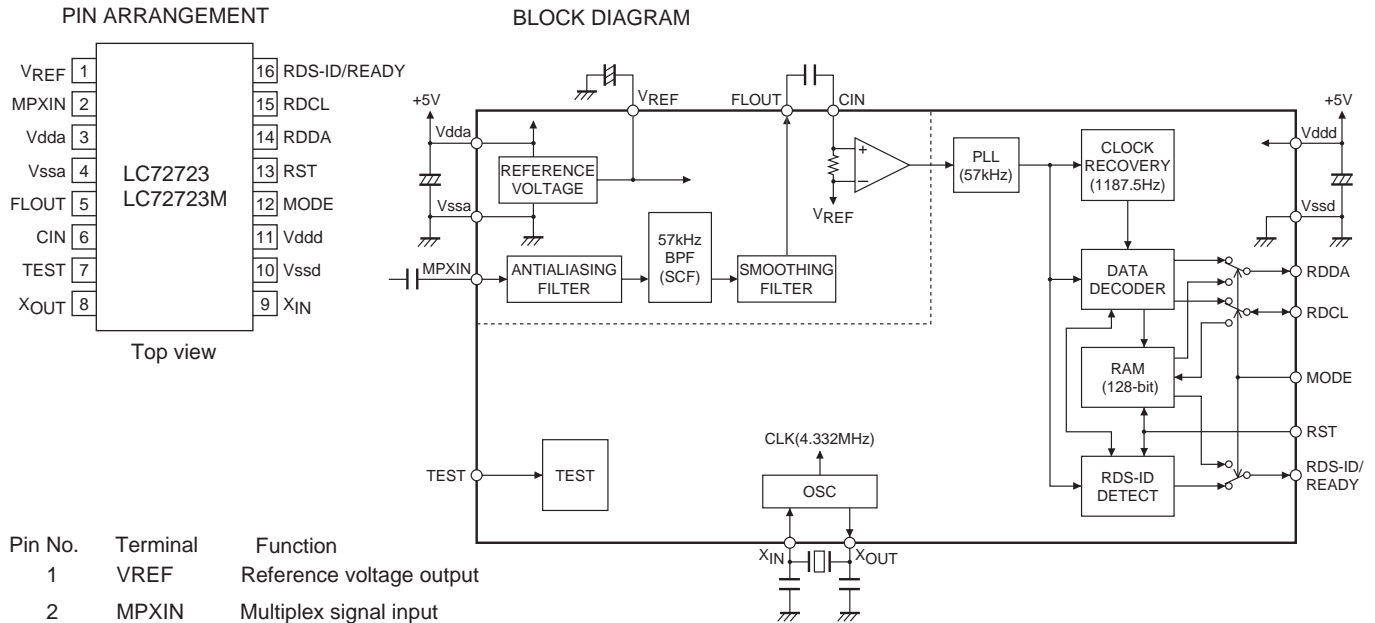 PIN ARRANGEMENT
VREF 1
MPXIN 2
Vdda 3
Vssa 4
FLOUT 5
CIN 6
TEST 7
XOUT 8
LC72723
LC72723M
16 RDS-ID/READY
15 RDCL
14 RDDA
13 RST
12 MODE
11 Vddd
10 Vssd
9 XIN
Top view
BLOCK DIAGRAM
+5V
Vdda
Vssa
VREF
REFERENCE
VOLTAGE
FLOUT
CIN
+
−
VREF
MPXIN
ANTIALIASING
FILTER
57kHz
BPF
(SCF)
SMOOTHING
FILTER
PLL
(57kHz)
CLOCK
RECOVERY
(1187.5Hz)
DATA
DECODER
RAM
(128-bit)
RDS-ID
DETECT
+5V
Vddd
Vssd
RDDA
RDCL
MODE
RST
RDS-ID/
READY
TEST
TEST
CLK(4.332MHz)
OSC
XIN
XOUT
Pin No. Terminal Function
1 VREF Reference voltage output
2 MPXIN Multiplex signal input